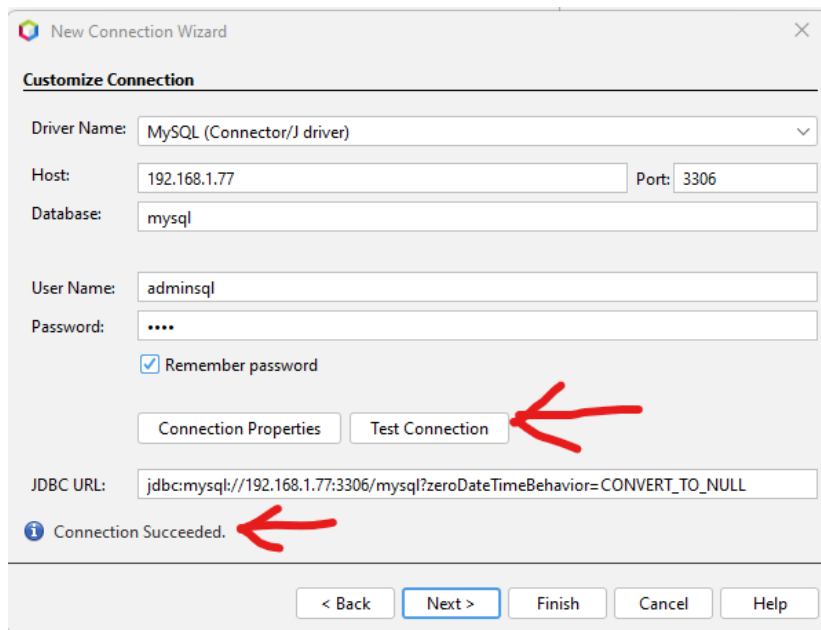 New Connection Wizard
Customize Connection
Driver Name: MySQL (Connector/J driver)
Host: 192.168.1.77 Port: 3306
Database: mysql
User Name: adminsql
Password: ••••
Remember password
Connection Properties Test Connection
JDBC URL: jdbc:mysql://192.168.1.77:3306/mysql?zeroDateTimeBehavior=CONVERT_TO_NULL
Connection Succeeded.
< Back Next > Finish Cancel Help